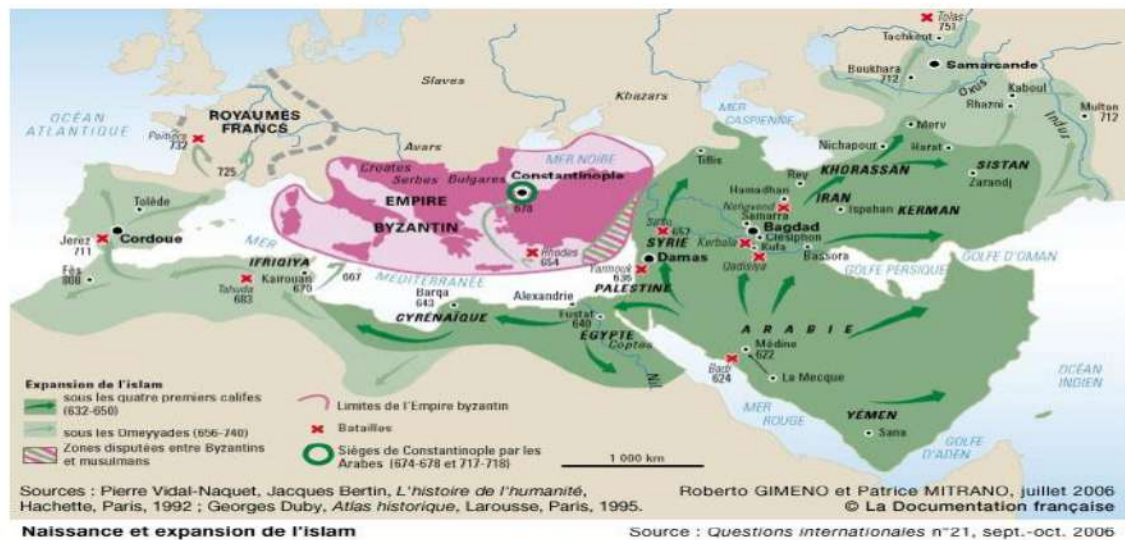 Tolas
751
Tachkent
Boukhara
712
Samarcande
Slaves
Khazars
Oxus
Kaboul
Rhazni
Multon
712
Indus
OCÉAN
ATLANTIQUE
ROYAUMES
FRANCS
Poitiers
732
725
Avars
MER
CASPIENNE
Merv
Nichapour
Harat
KHORASSAN
SISTAN
Zarandj
MER NOIRE
Croates
Serbes
Bulgares
Constantinople
678
EMPIRE
BYZANTIN
Tiflis
Rey
Hamadhan
Nehavend
IRAN
Ispahan
KERMAN
Samarra
Bagdad
Ctésiphon
Kerbala
Kufa
Qadisiya
Bassora
Siffin
657
SYRIE
Damas
Yarmouk
636
PALESTINE
Tolède
Cordoue
Jerez
711
Fès
808
MER
MÉDITERRANÉE
IFRIQIYA
Kairouan
670
667
Tahuda
683
Rhodes
654
Barqa
643
CYRÉNAÏQUE
Alexandrie
Fustat
640
ÉGYPTE
Coptes
Nil
GOLFE PERSIQUE
GOLFE D'OMAN
ARABIE
Médine
622
Badr
624
La Mecque
MER
ROUGE
YÉMEN
Sana
GOLFE
D'ADEN
OCÉAN
INDIEN
Expansion de l'islam
sous les quatre premiers califes
(632-650)
sous les Omeyyades (656-740)
Zones disputées entre Byzantins
et musulmans
Limites de l'Empire byzantin
Batailles
Sièges de Constantinople par les
Arabes (674-678 et 717-718)
1 000 km
Sources : Pierre Vidal-Naquet, Jacques Bertin, L'histoire de l'humanité,
Hachette, Paris, 1992 ; Georges Duby, Atlas historique, Larousse, Paris, 1995.
Roberto GIMENO et Patrice MITRANO, juillet 2006
© La Documentation française
Naissance et expansion de l'islam
Source : Questions internationales n°21, sept.-oct. 2006